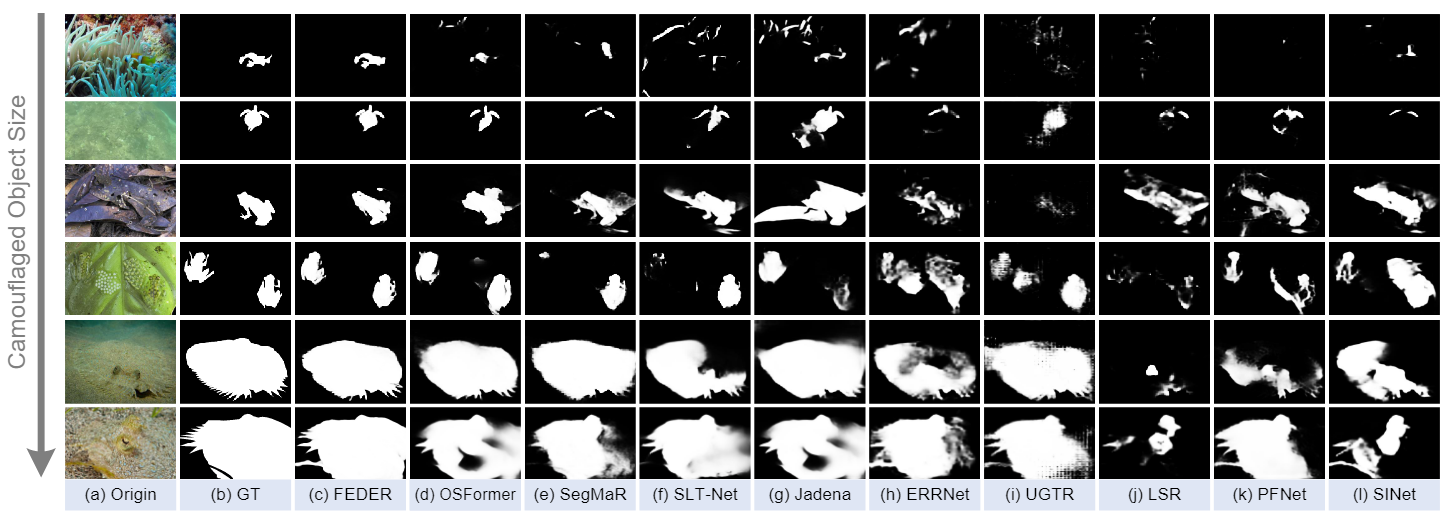 Camouflaged Object Size
(a) Origin
(b) GT
(c) FEDER
(d) OSFormer
(e) SegMaR
(f) SLT-Net
(g) Jadena
(h) ERRNet
(i) UGTR
(j) LSR
(k) PFNet
(l) SINet